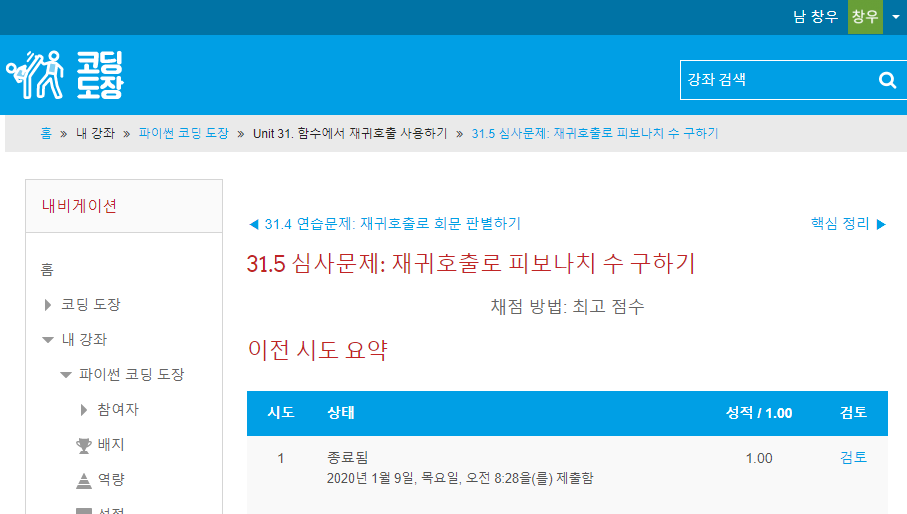 남 창우 창우
코딩
도장
강좌 검색
홈 » 내 강좌 » 파이썬 코딩 도장 » Unit 31. 함수에서 재귀호출 사용하기 » 31.5 심사문제: 재귀호출로 피보나치 수 구하기
내비게이션
홈
코딩 도장
내 강좌
파이썬 코딩 도장
참여자
배지
역량
성적
◀ 31.4 연습문제: 재귀호출로 회문 판별하기
핵심 정리 ▶
31.5 심사문제: 재귀호출로 피보나치 수 구하기
채점 방법: 최고 점수
이전 시도 요약
시도 상태 성적 / 1.00 검토
1 종료됨 1.00 검토
2020년 1월 9일, 목요일, 오전 8:28을(를) 제출함